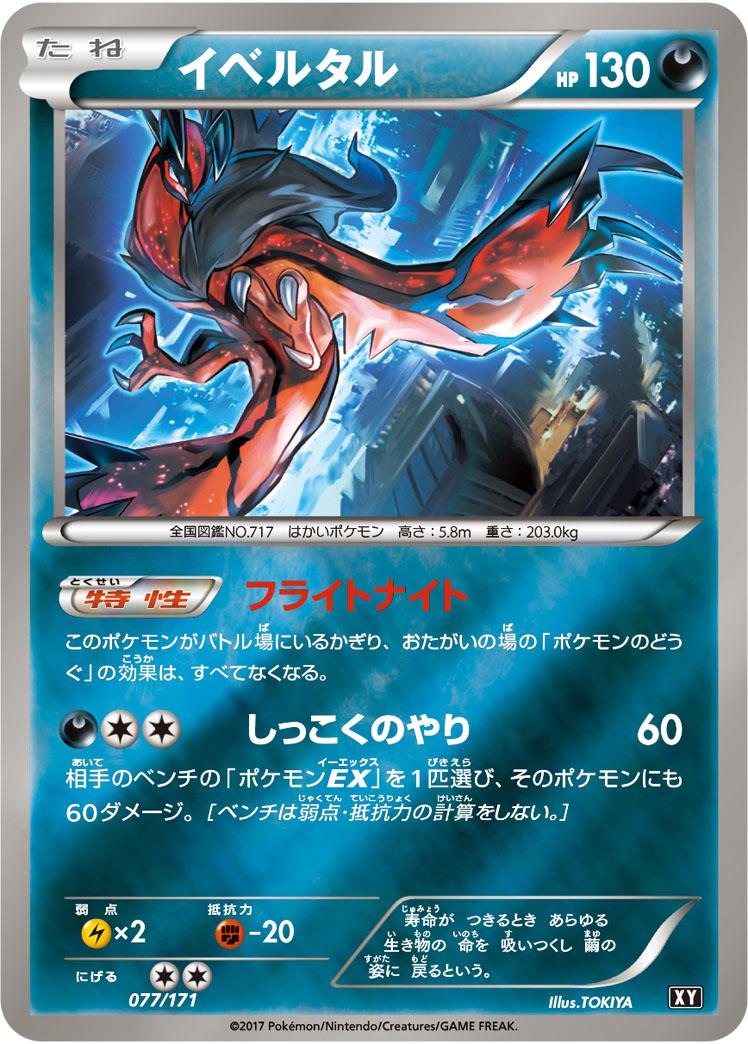 たね イベルタル HP130
全国図鑑NO.717 はかいポケモン 高さ：5.8m 重さ：203.0kg
とくせい
特性 フライトナイト
このポケモンがバトル場にいるかぎり、おたがいの場の「ポケモンのどう
ぐ」の効果は、すべてなくなる。
しっこくのやり 60
相手のベンチの「ポケモンEX」を1匹選び、そのポケモンにも
60ダメージ。［ベンチは弱点・抵抗力の計算をしない。］
弱点 抵抗力
×2 -20
にげる
寿命が つきるとき あらゆる
生き物の 命を 吸いつくし 繭の
姿に 戻るという。
077/171 Illus.TOKIYA XY
©2017 Pokémon/Nintendo/Creatures/GAME FREAK.